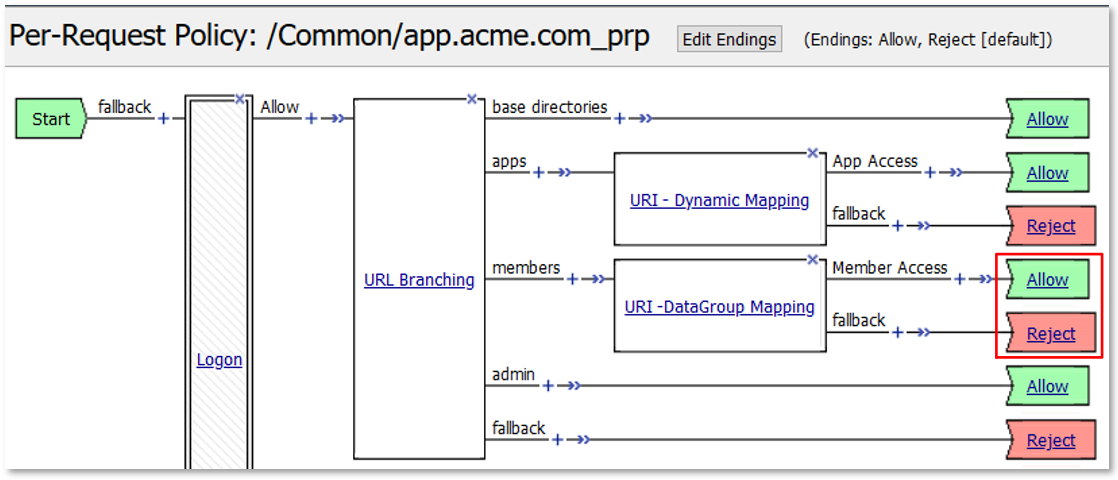 Per-Request Policy: /Common/app.acme.com_prp Edit Endings (Endings: Allow, Reject [default])
Start fallback Logon Allow URL Branching
base directories Allow
apps URI - Dynamic Mapping App Access Allow
fallback Reject
members URI -DataGroup Mapping Member Access Allow
fallback Reject
admin Allow
fallback Reject